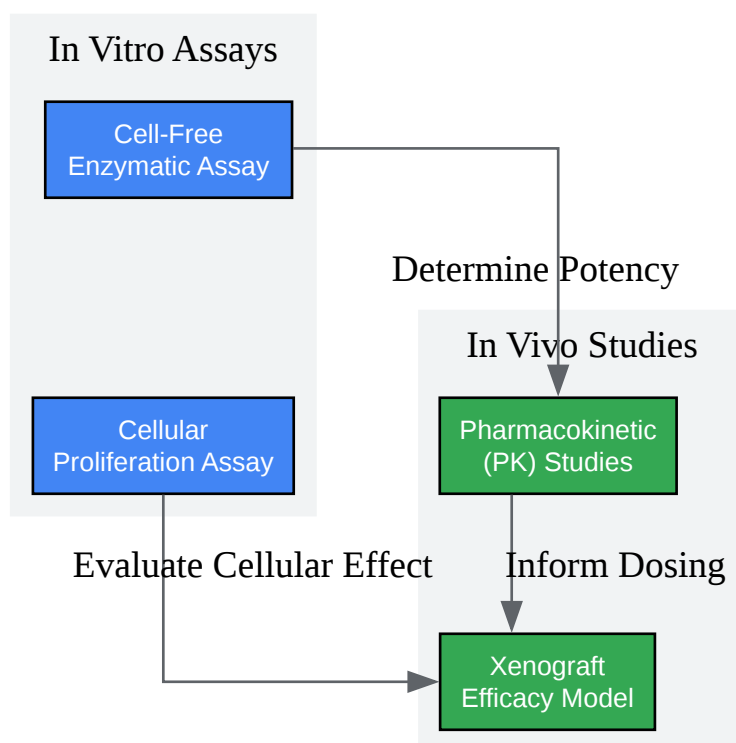 In Vitro Assays
Cell-Free
Enzymatic Assay
Determine Potency
In Vivo Studies
Cellular
Proliferation Assay
Pharmacokinetic
(PK) Studies
Evaluate Cellular Effect
Inform Dosing
Xenograft
Efficacy Model